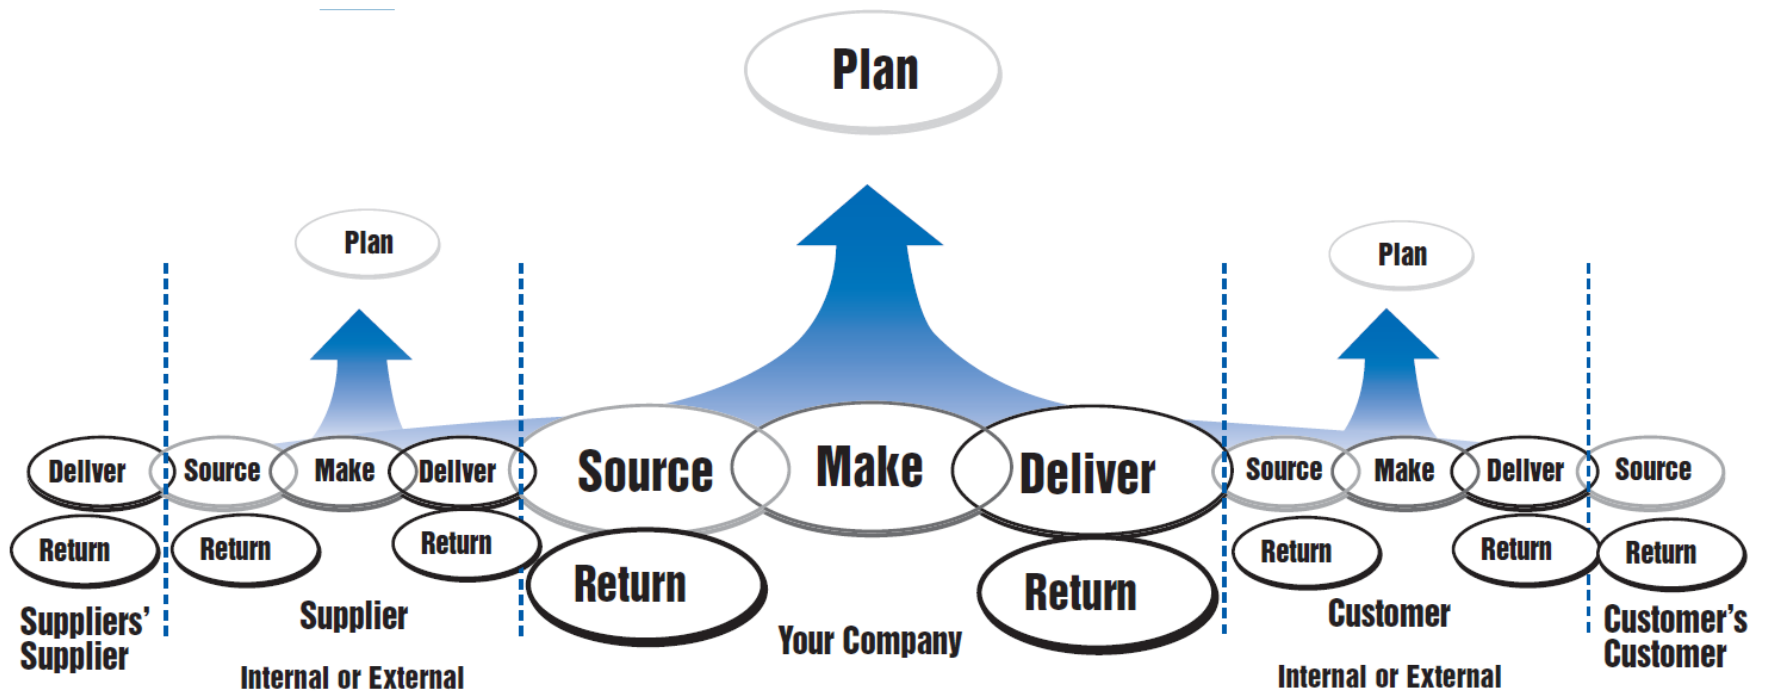 Plan
Plan
Plan
Deliver
Source
Make
Deliver
Source
Make
Deliver
Source
Make
Deliver
Source
Return
Return
Return
Return
Return
Return
Return
Return
Suppliers'
Supplier
Supplier
Internal or External
Your Company
Customer
Internal or External
Customer's
Customer